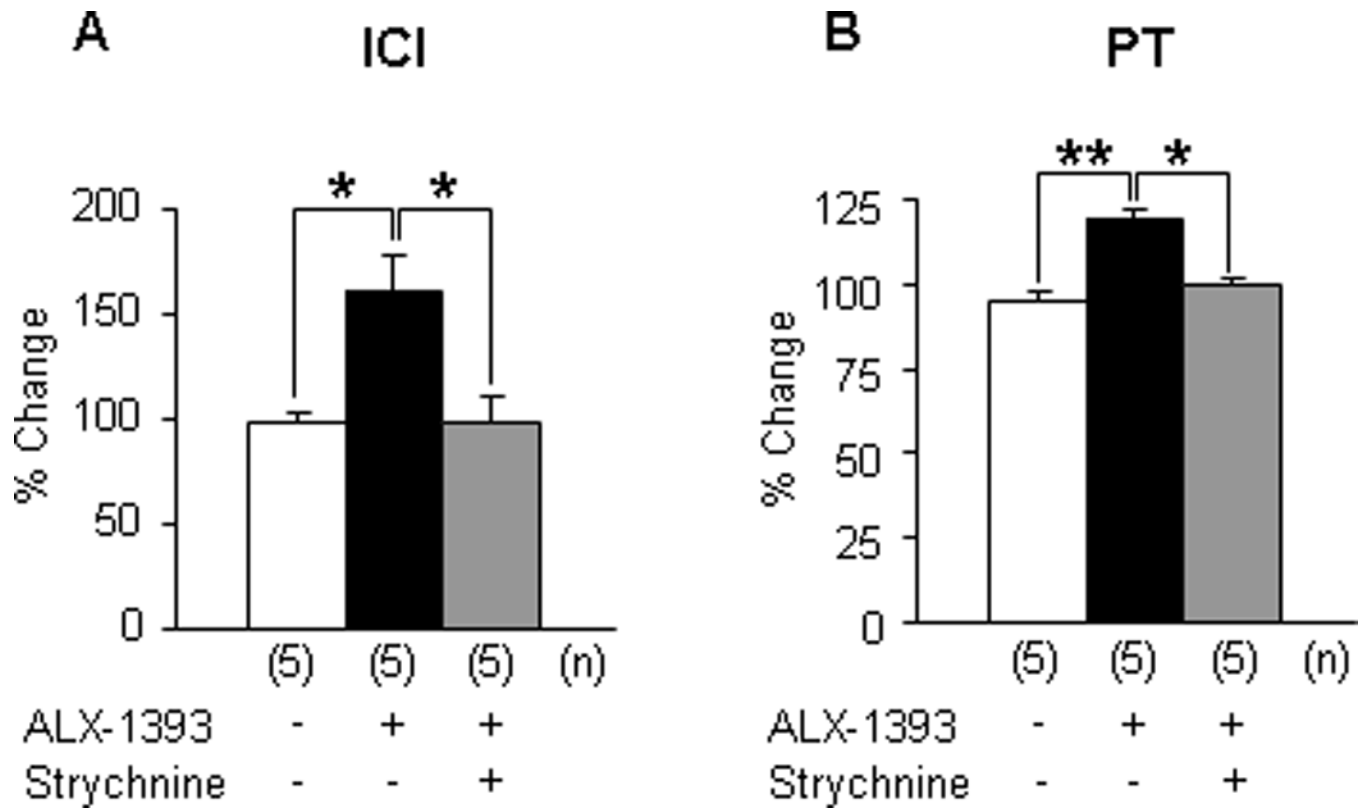 A
ICI
* *
200
150
100
50
0
% Change
(5) (5) (5) (n)
ALX-1393 - + +
Strychnine - - +
B
PT
** *
125
100
75
50
25
0
% Change
(5) (5) (5) (n)
ALX-1393 - + +
Strychnine - - +